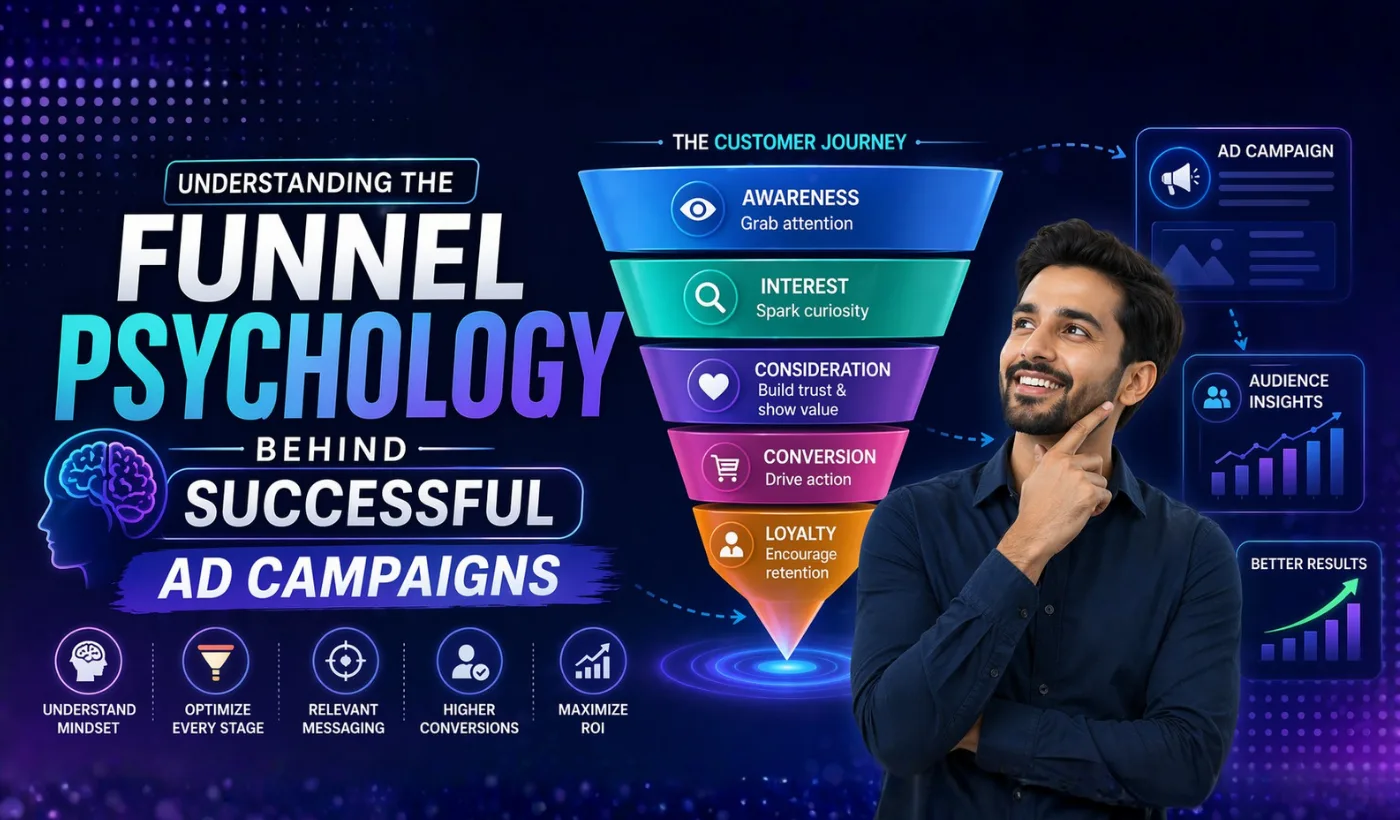 UNDERSTANDING THE
FUNNEL
PSYCHOLOGY
BEHIND
SUCCESSFUL
AD CAMPAIGNS
UNDERSTAND
MINDSET
OPTIMIZE
EVERY STAGE
RELEVANT
MESSAGING
HIGHER
CONVERSIONS
MAXIMIZE
ROI
THE CUSTOMER JOURNEY
AWARENESS
Grab attention
INTEREST
Spark curiosity
CONSIDERATION
Build trust &
show value
CONVERSION
Drive action
LOYALTY
Encourage
retention
AD CAMPAIGN
AUDIENCE
INSIGHTS
BETTER RESULTS